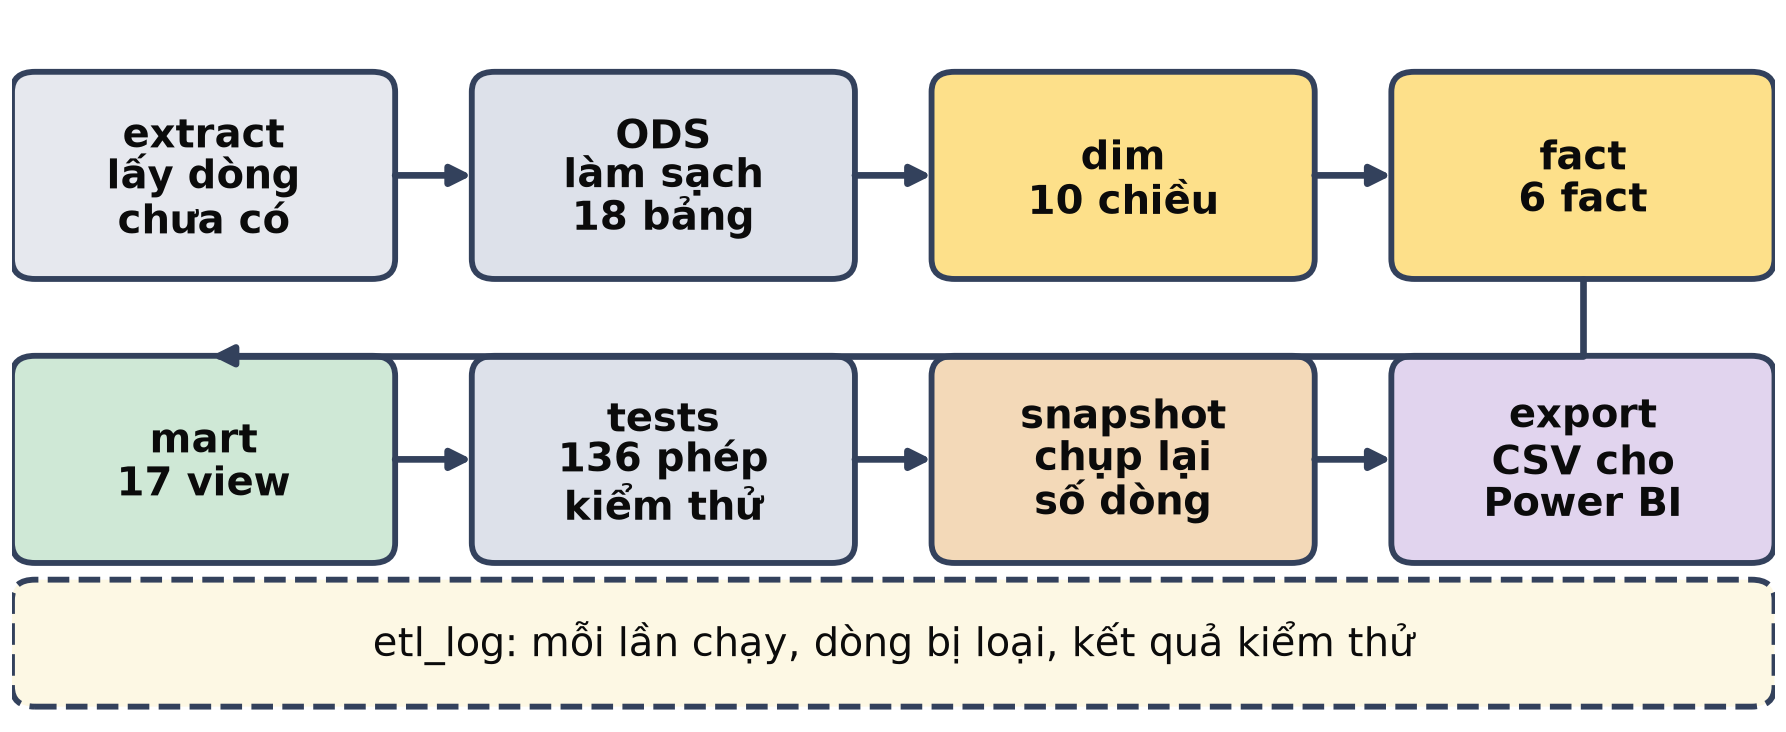 extract
lấy dòng
chưa có
ODS
làm sạch
18 bảng
dim
10 chiều
fact
6 fact
mart
17 view
tests
136 phép
kiểm thử
snapshot
chụp lại
số dòng
export
CSV cho
Power BI
etl_log: mỗi lần chạy, dòng bị loại, kết quả kiểm thử